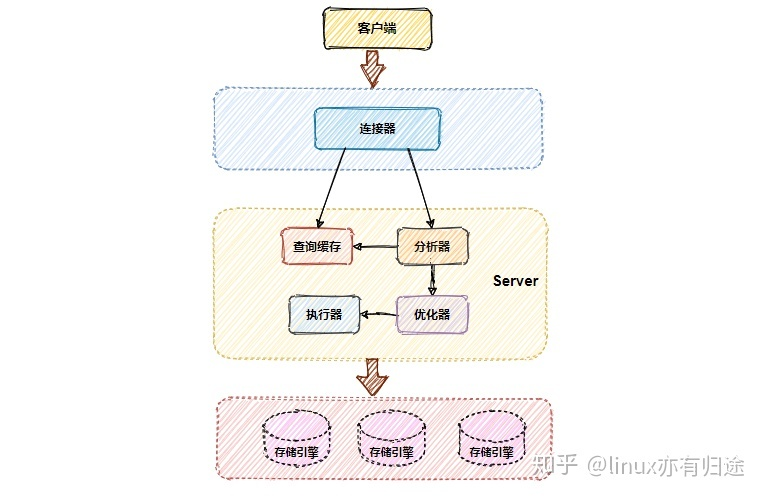 客户端
连接器
查询缓存
分析器
Server
执行器
优化器
存储引擎
存储引擎
存储引擎
知乎 @linux亦有归途